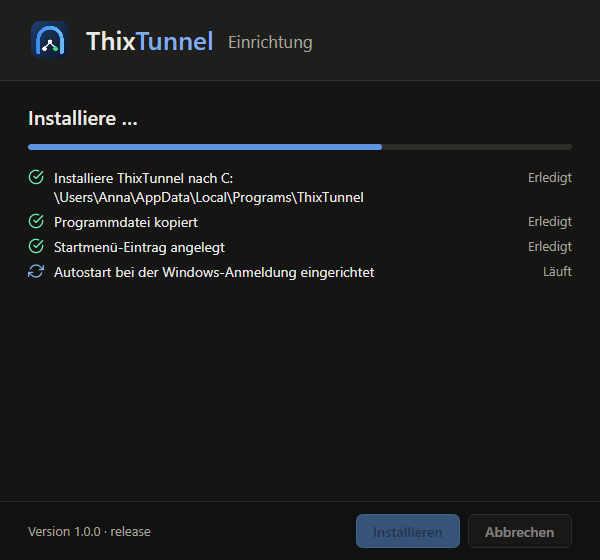 ThixTunnel Einrichtung
Installiere ...
Installiere ThixTunnel nach C: Erledigt
\Users\Anna\AppData\Local\Programs\ThixTunnel
Programmdatei kopiert Erledigt
Startmenü-Eintrag angelegt Erledigt
Autostart bei der Windows-Anmeldung eingerichtet Läuft
Version 1.0.0 · release Installieren Abbrechen